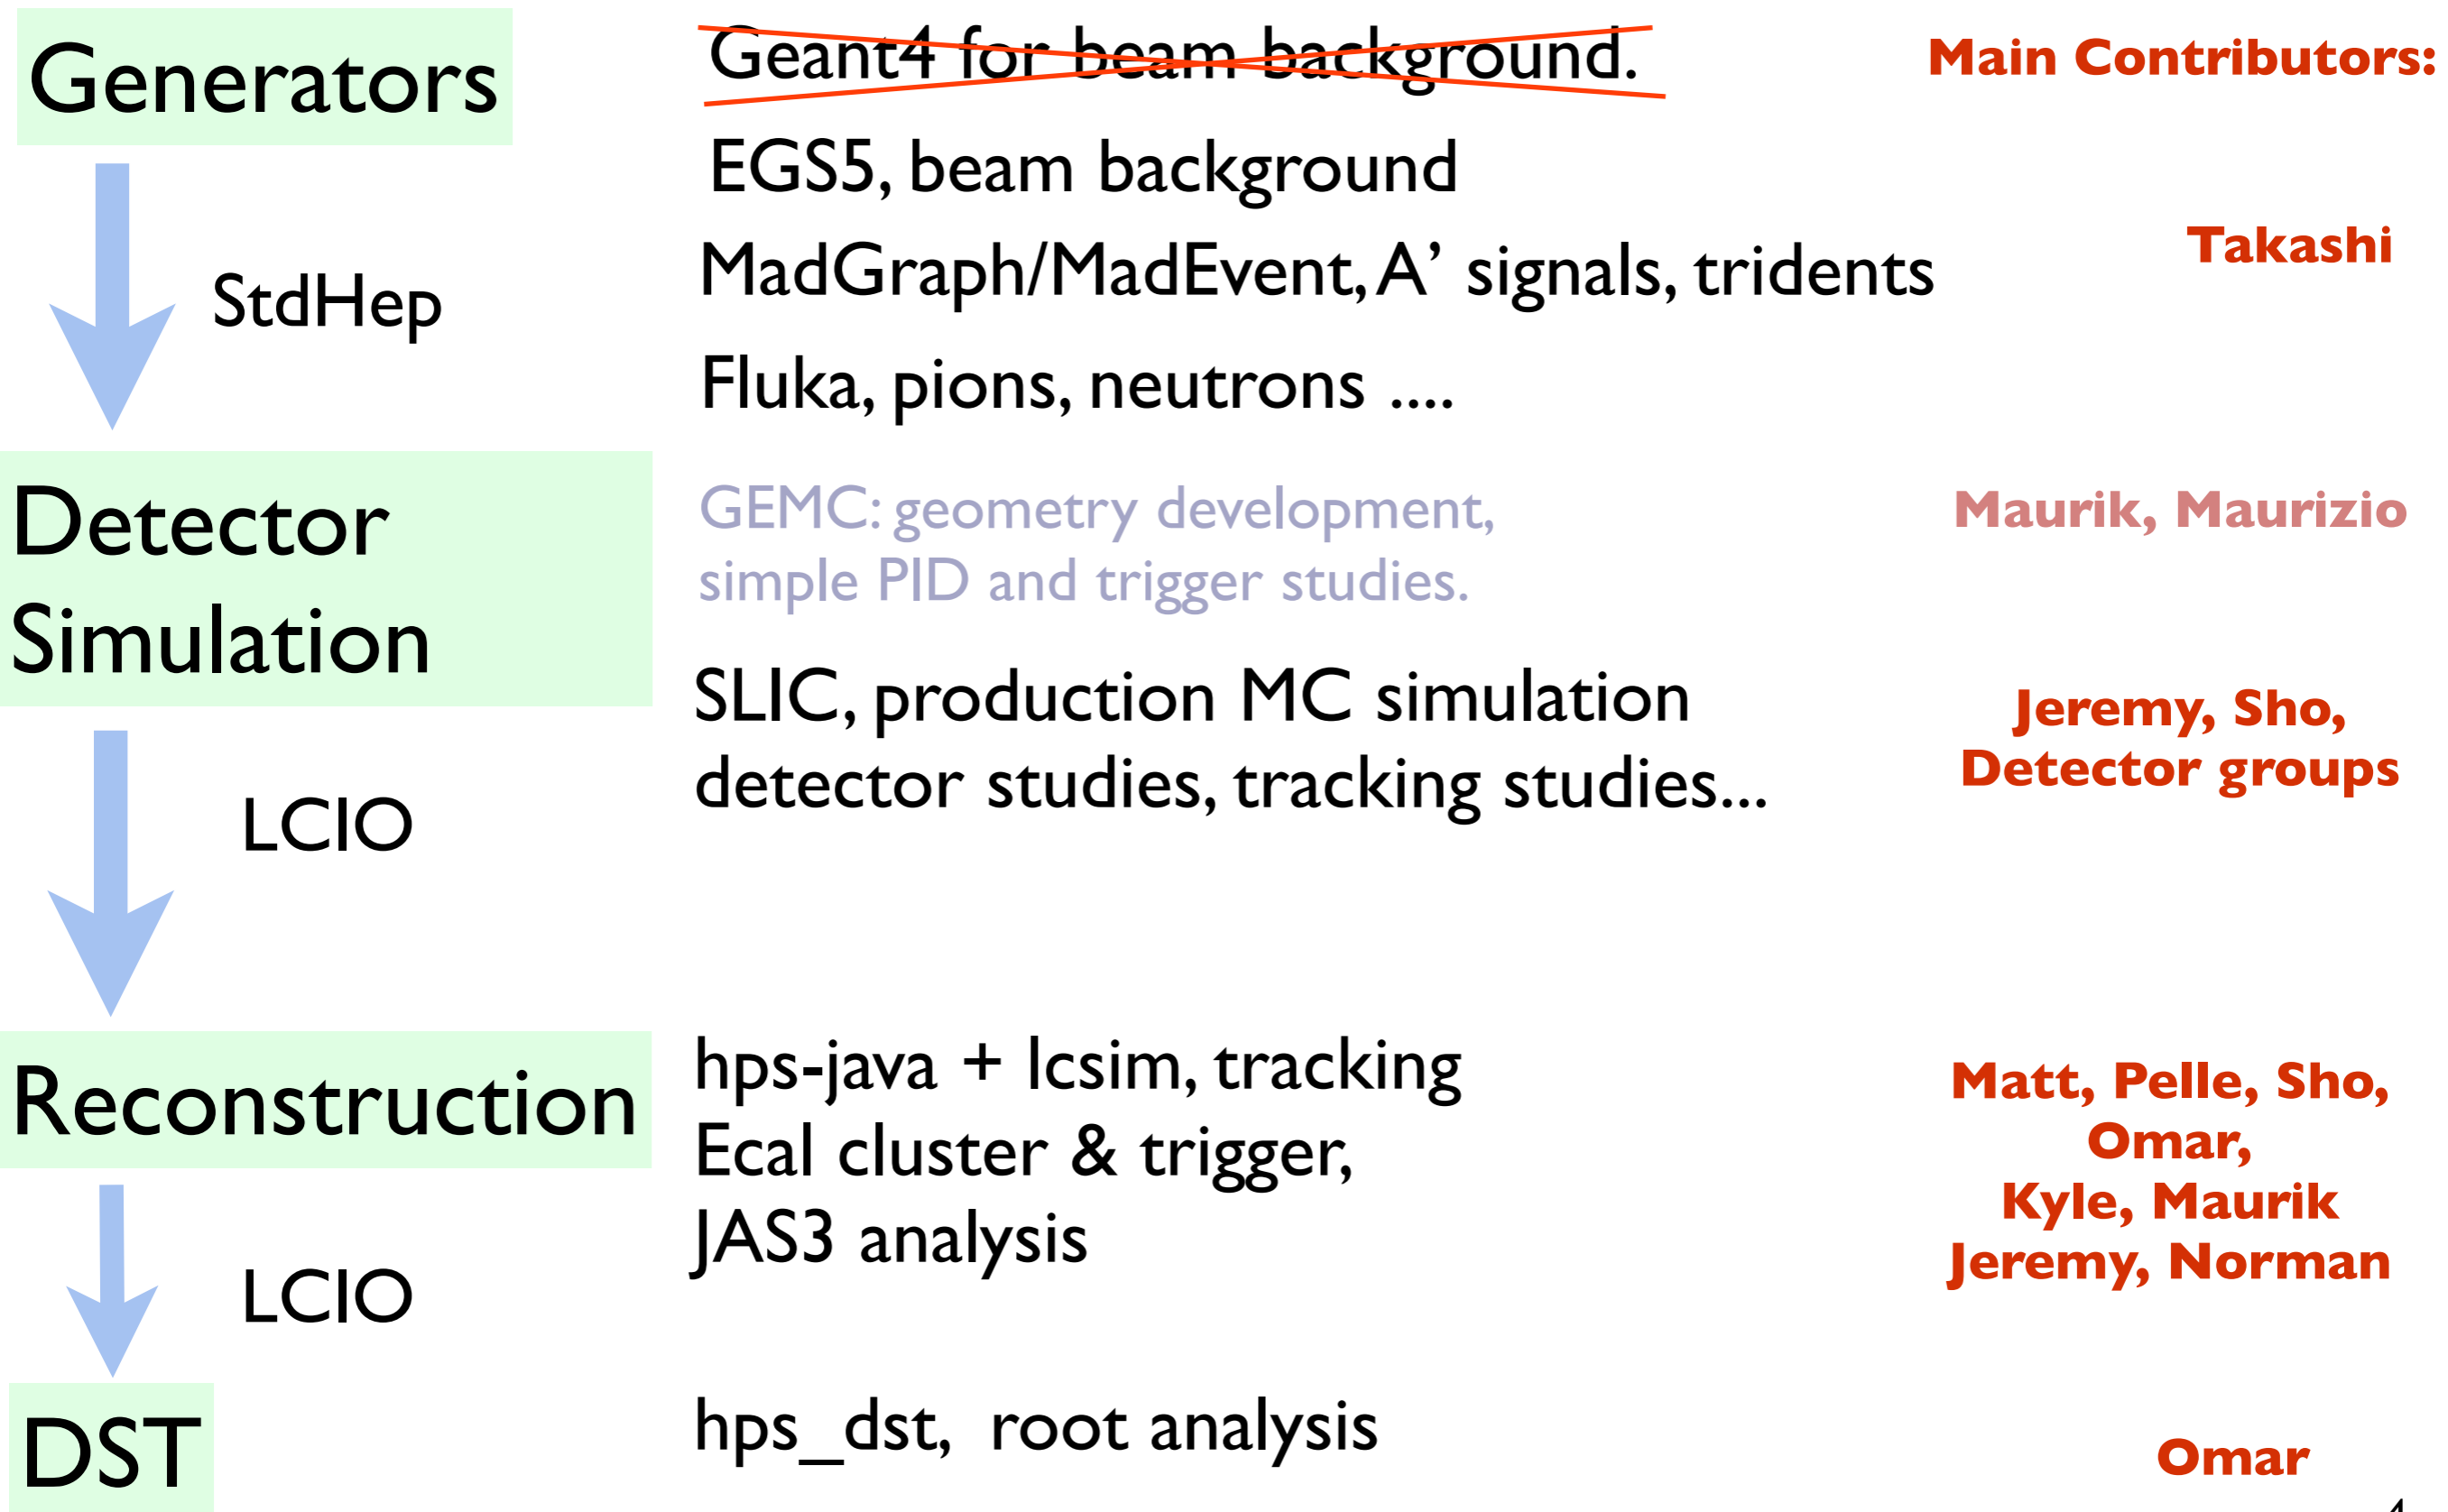 Generators
Geant4 for beam background.
Main Contributors:
EGS5, beam background
MadGraph/MadEvent, A’ signals, tridents
Takashi
StdHep
Fluka, pions, neutrons ....
Detector
Simulation
GEMC: geometry development,
simple PID and trigger studies.
Maurik, Maurizio
SLIC, production MC simulation
detector studies, tracking studies...
Jeremy, Sho,
Detector groups
LCIO
Reconstruction
hps-java + lcsim, tracking
Ecal cluster & trigger,
JAS3 analysis
Matt, Pelle, Sho,
Omar,
Kyle, Maurik
Jeremy, Norman
LCIO
DST
hps_dst,  root analysis
Omar